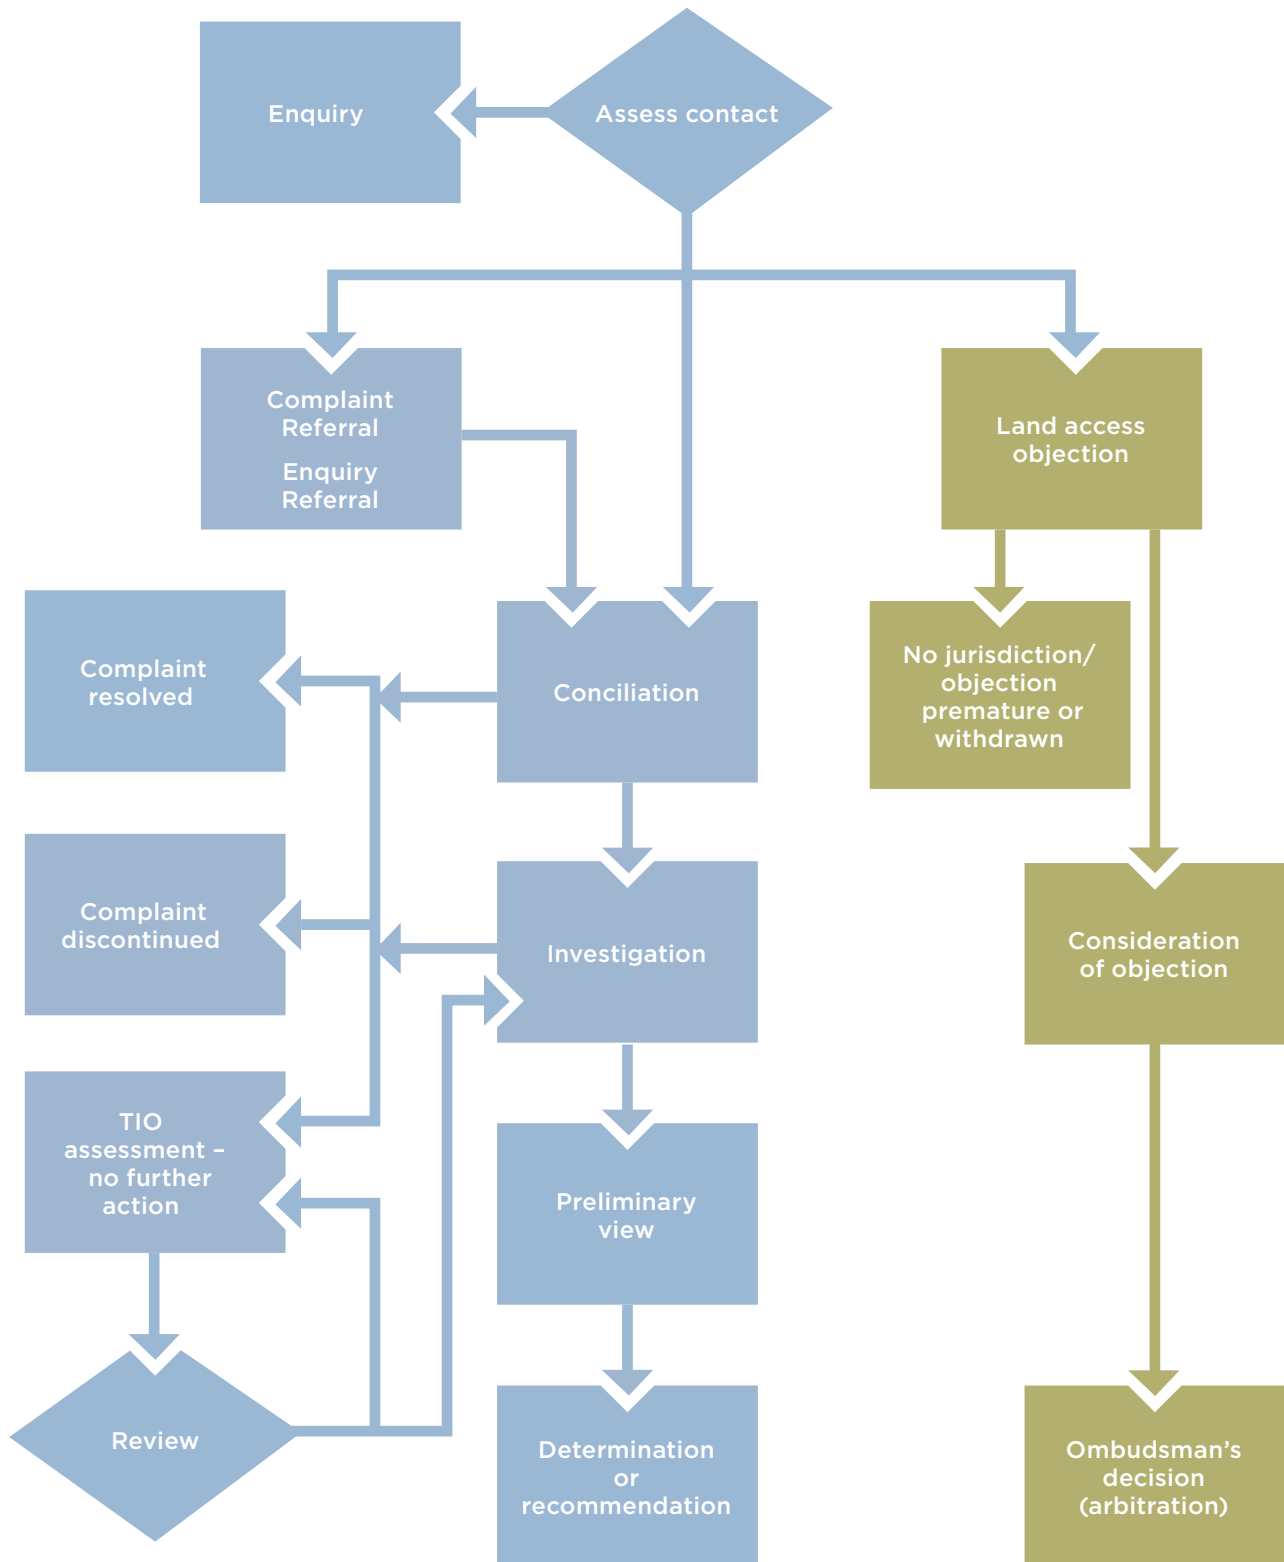 Enquiry
Assess contact
Complaint
Referral
Enquiry
Referral
Land access
objection
Complaint
resolved
Conciliation
No jurisdiction/
objection
premature or
withdrawn
Complaint
discontinued
Investigation
Consideration
of objection
TIO
assessment –
no further
action
Preliminary
view
Review
Determination
or
recommendation
Ombudsman’s
decision
(arbitration)